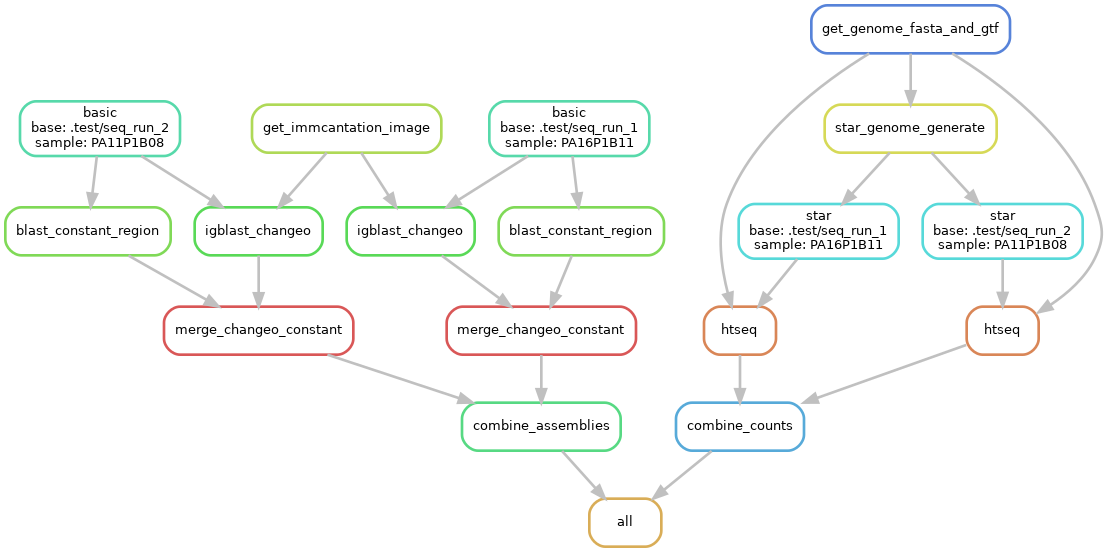 get_genome_fasta_and_gtf
basic
base: .test/seq_run_2
sample: PA11P1B08
get_immcantation_image
basic
base: .test/seq_run_1
sample: PA16P1B11
star_genome_generate
blast_constant_region
igblast_changeo
igblast_changeo
blast_constant_region
star
base: .test/seq_run_1
sample: PA16P1B11
star
base: .test/seq_run_2
sample: PA11P1B08
merge_changeo_constant
merge_changeo_constant
htseq
htseq
combine_assemblies
combine_counts
all